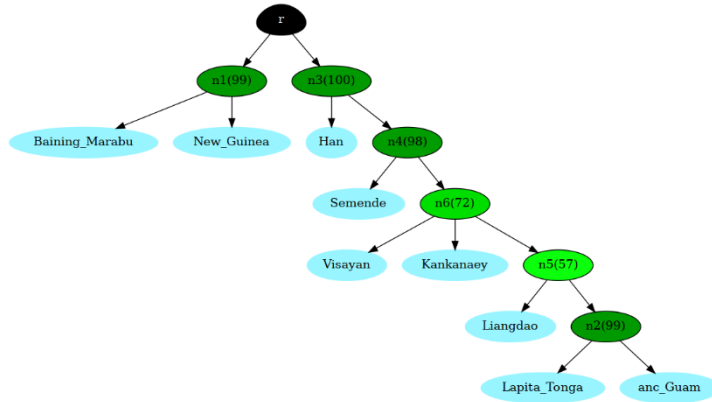 r
n1(99)
n3(100)
Baining_Marabu
New_Guinea
Han
n4(98)
Semende
n6(72)
Visayan
Kankanaey
n5(57)
Liangdao
n2(99)
Lapita_Tonga
anc_Guam